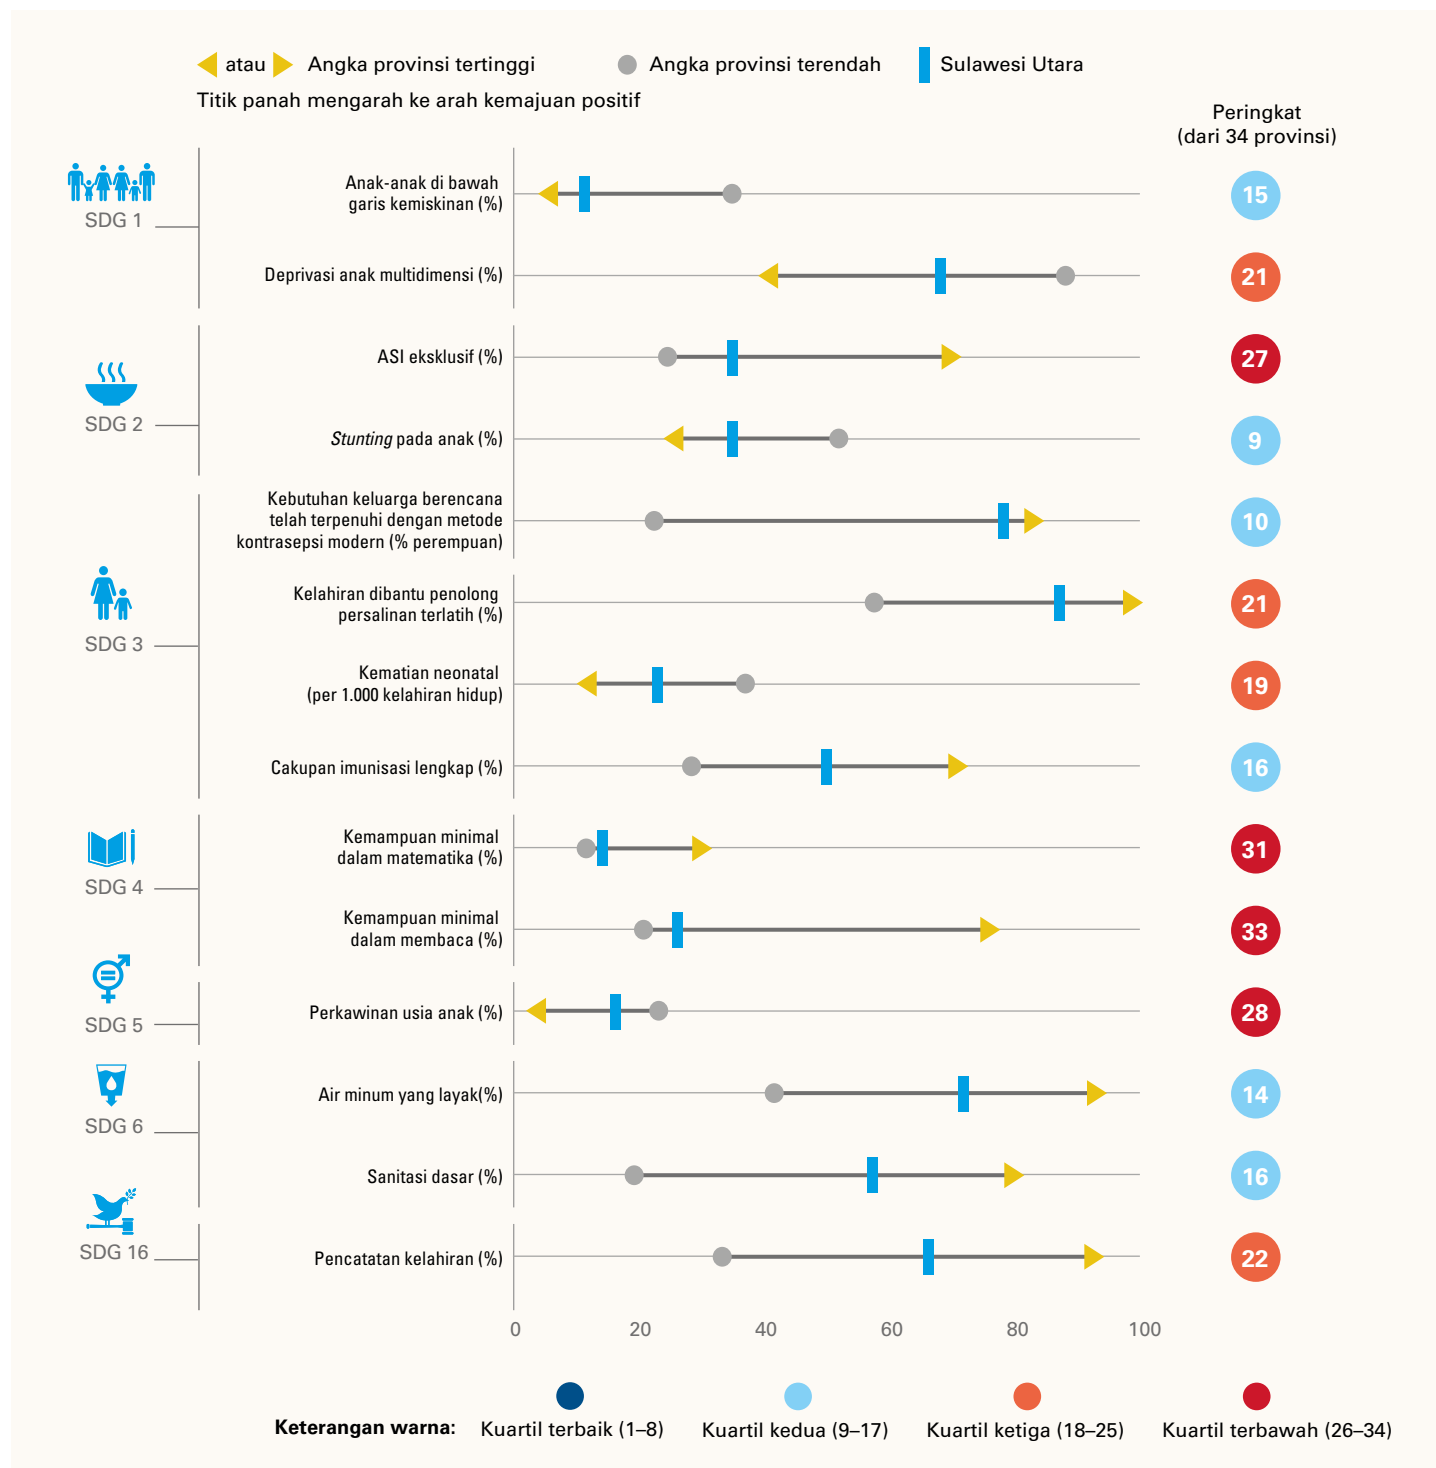 atau Angka provinsi tertinggi Angka provinsi terendah Sulawesi Utara
Titik panah mengarah ke arah kemajuan positif
Peringkat
(dari 34 provinsi)
SDG 1
Anak-anak di bawah
garis kemiskinan (%)
15
Deprivasi anak multidimensi (%)
21
SDG 2
ASI eksklusif (%)
27
Stunting pada anak (%)
9
SDG 3
Kebutuhan keluarga berencana
telah terpenuhi dengan metode
kontrasepsi modern (% perempuan)
10
Kelahiran dibantu penolong
persalinan terlatih (%)
21
Kematian neonatal
(per 1.000 kelahiran hidup)
19
Cakupan imunisasi lengkap (%)
16
SDG 4
Kemampuan minimal
dalam matematika (%)
31
Kemampuan minimal
dalam membaca (%)
33
SDG 5
Perkawinan usia anak (%)
28
SDG 6
Air minum yang layak(%)
14
Sanitasi dasar (%)
16
SDG 16
Pencatatan kelahiran (%)
22
0 20 40 60 80 100
Keterangan warna: Kuartil terbaik (1–8) Kuartil kedua (9–17) Kuartil ketiga (18–25) Kuartil terbawah (26–34)